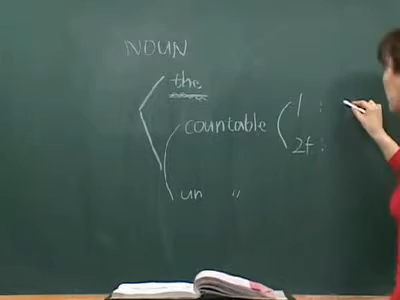 NOUN
the
countable
1 :
2↑ :
un 〃